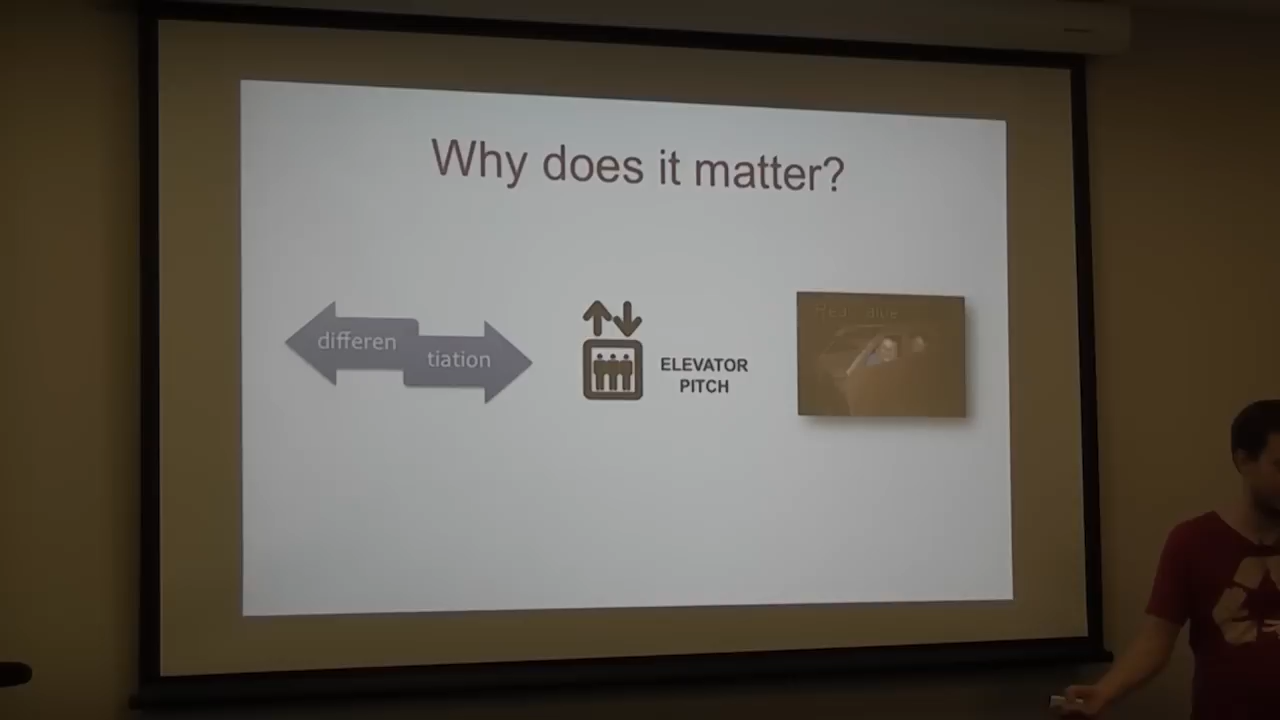 Why does it matter?
differen
tiation
ELEVATOR
PITCH